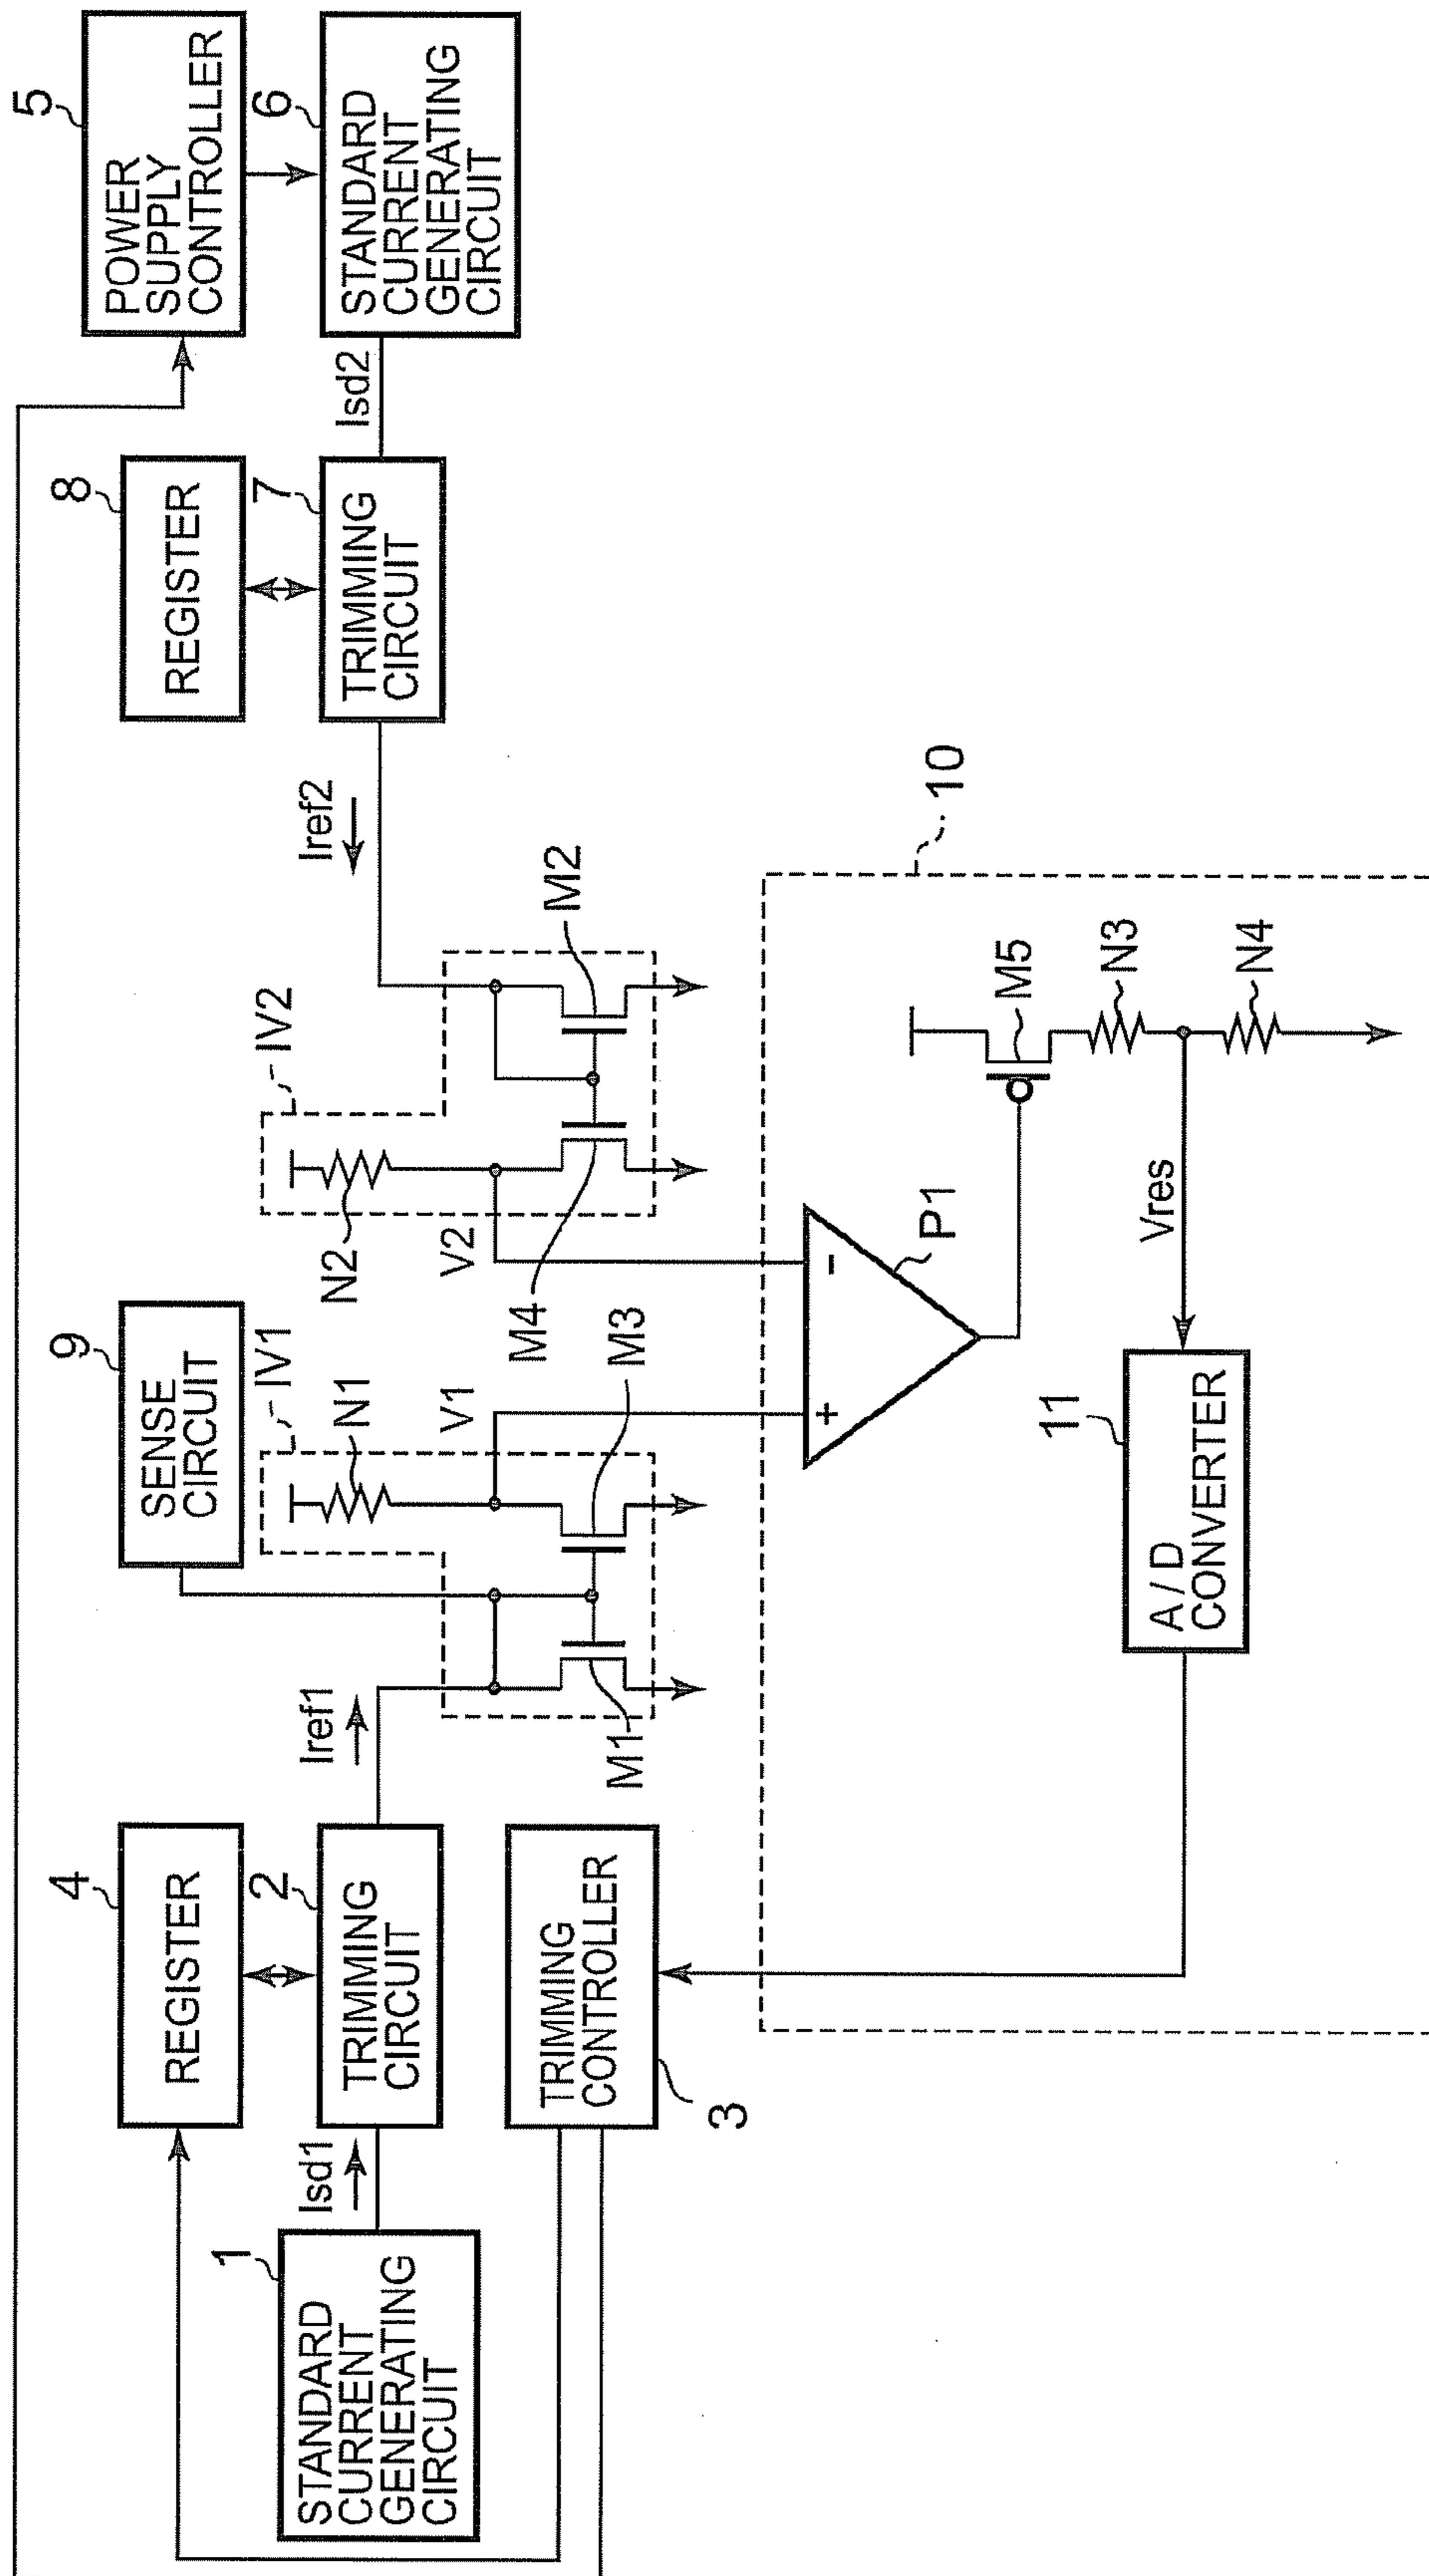 5
POWER
SUPPLY
CONTROLLER
6
STANDARD
CURRENT
GENERATING
CIRCUIT
Isd2
8
REGISTER
7
TRIMMING
CIRCUIT
Iref2
IV2
N2
V2
M2
M4
9
SENSE
CIRCUIT
IV1
N1
V1
M3
M1
Iref1
4
REGISTER
2
TRIMMING
CIRCUIT
Isd1
1
STANDARD
CURRENT
GENERATING
CIRCUIT
TRIMMING
CONTROLLER
3
10
+
-
P1
M5
N3
N4
Vres
11
A/D
CONVERTER